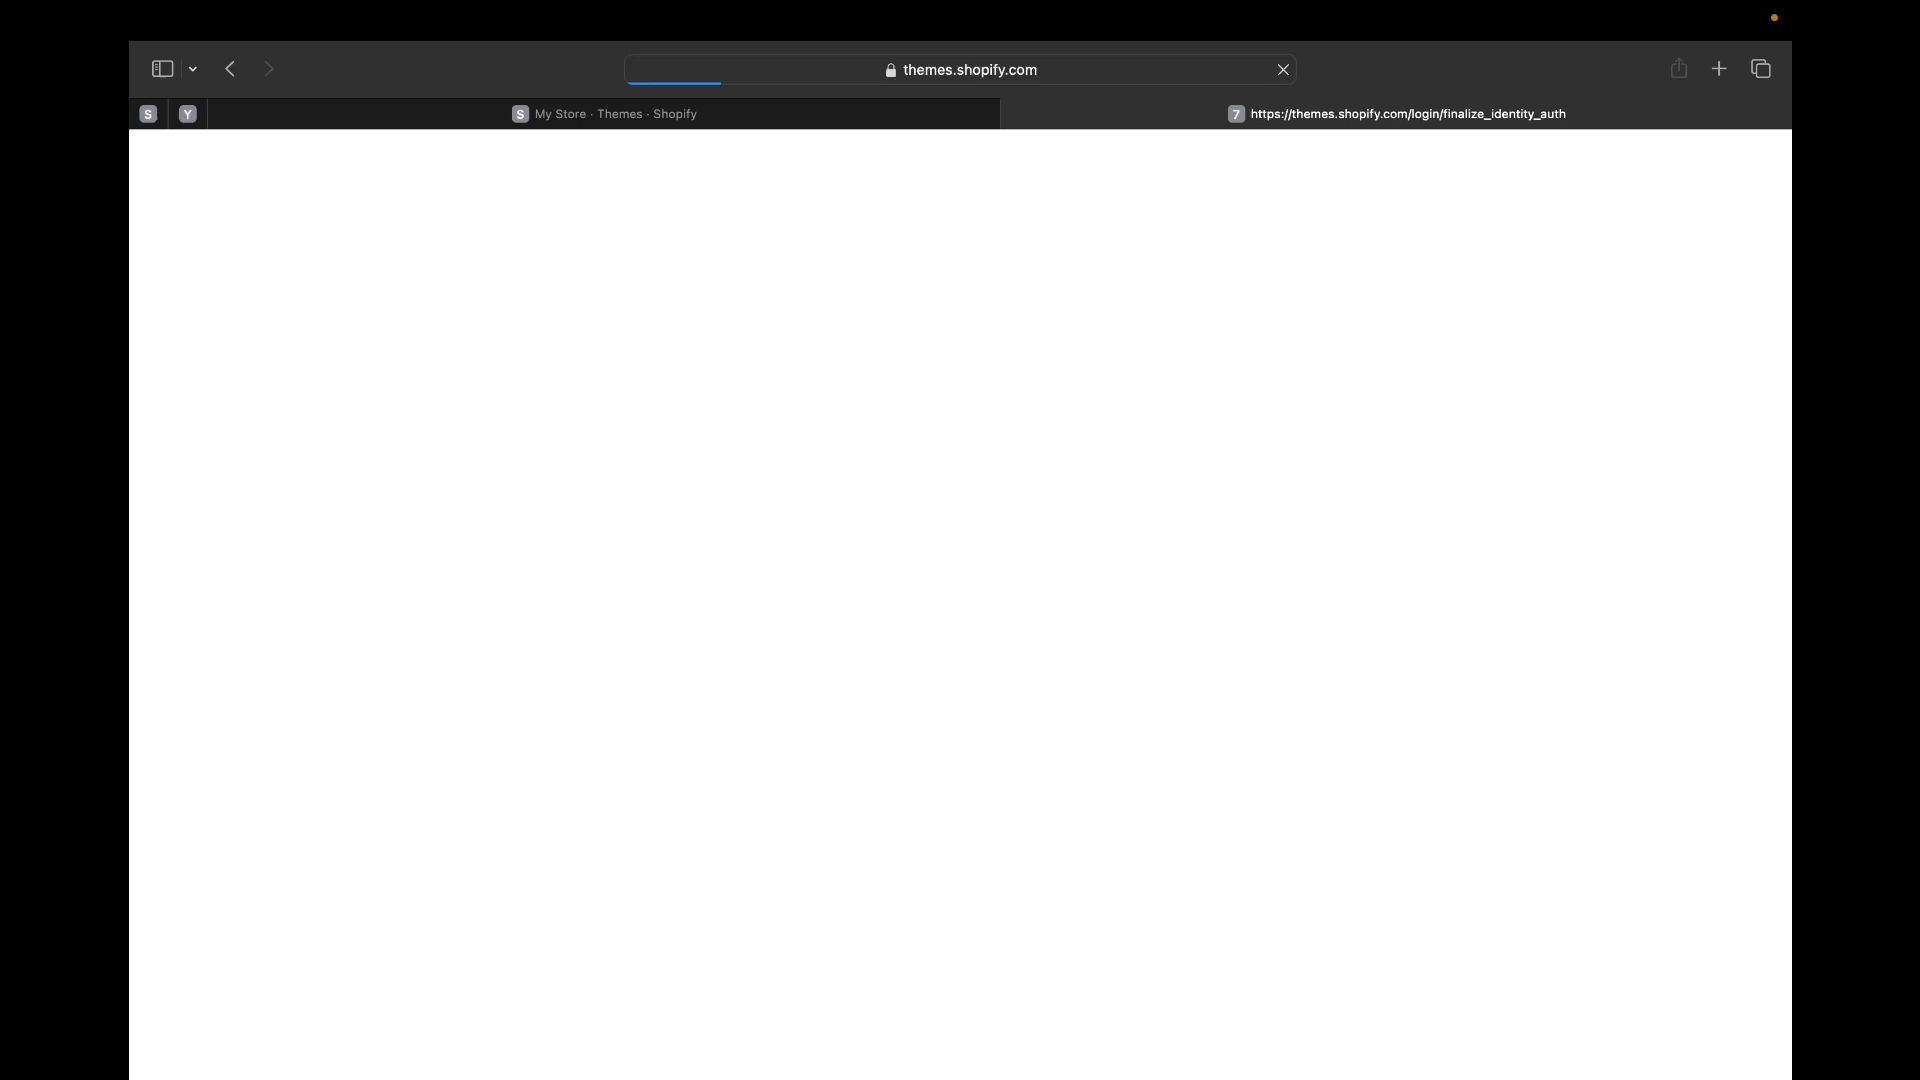 themes.shopify.com
S
Y
S My Store · Themes · Shopify
7 https://themes.shopify.com/login/finalize_identity_auth